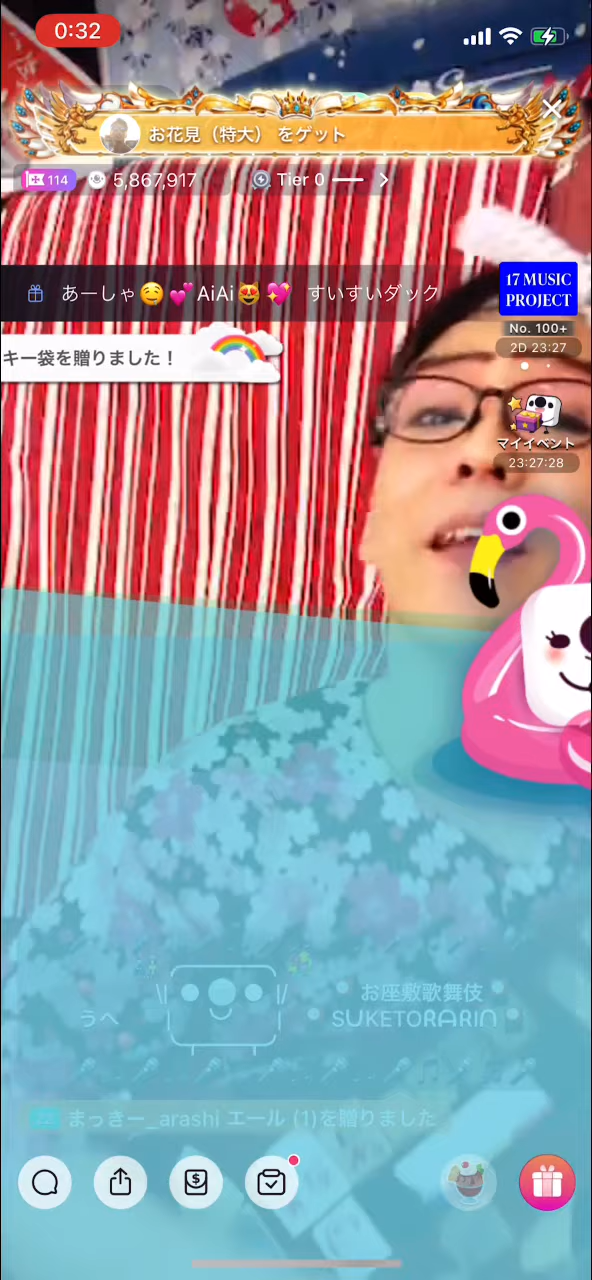 0:32
お花見（特大） をゲット
114
5,867,917
Tier 0
あーしゃ🤤💕AiAi😻💖 すいすいダック
17 MUSIC
PROJECT
No. 100+
2D 23:27
キー袋を贈りました！
マイイベント
23:27:28
お座敷歌舞伎
うへ
SUKETORARIN
まっきー_arashi エール (1)を贈りました